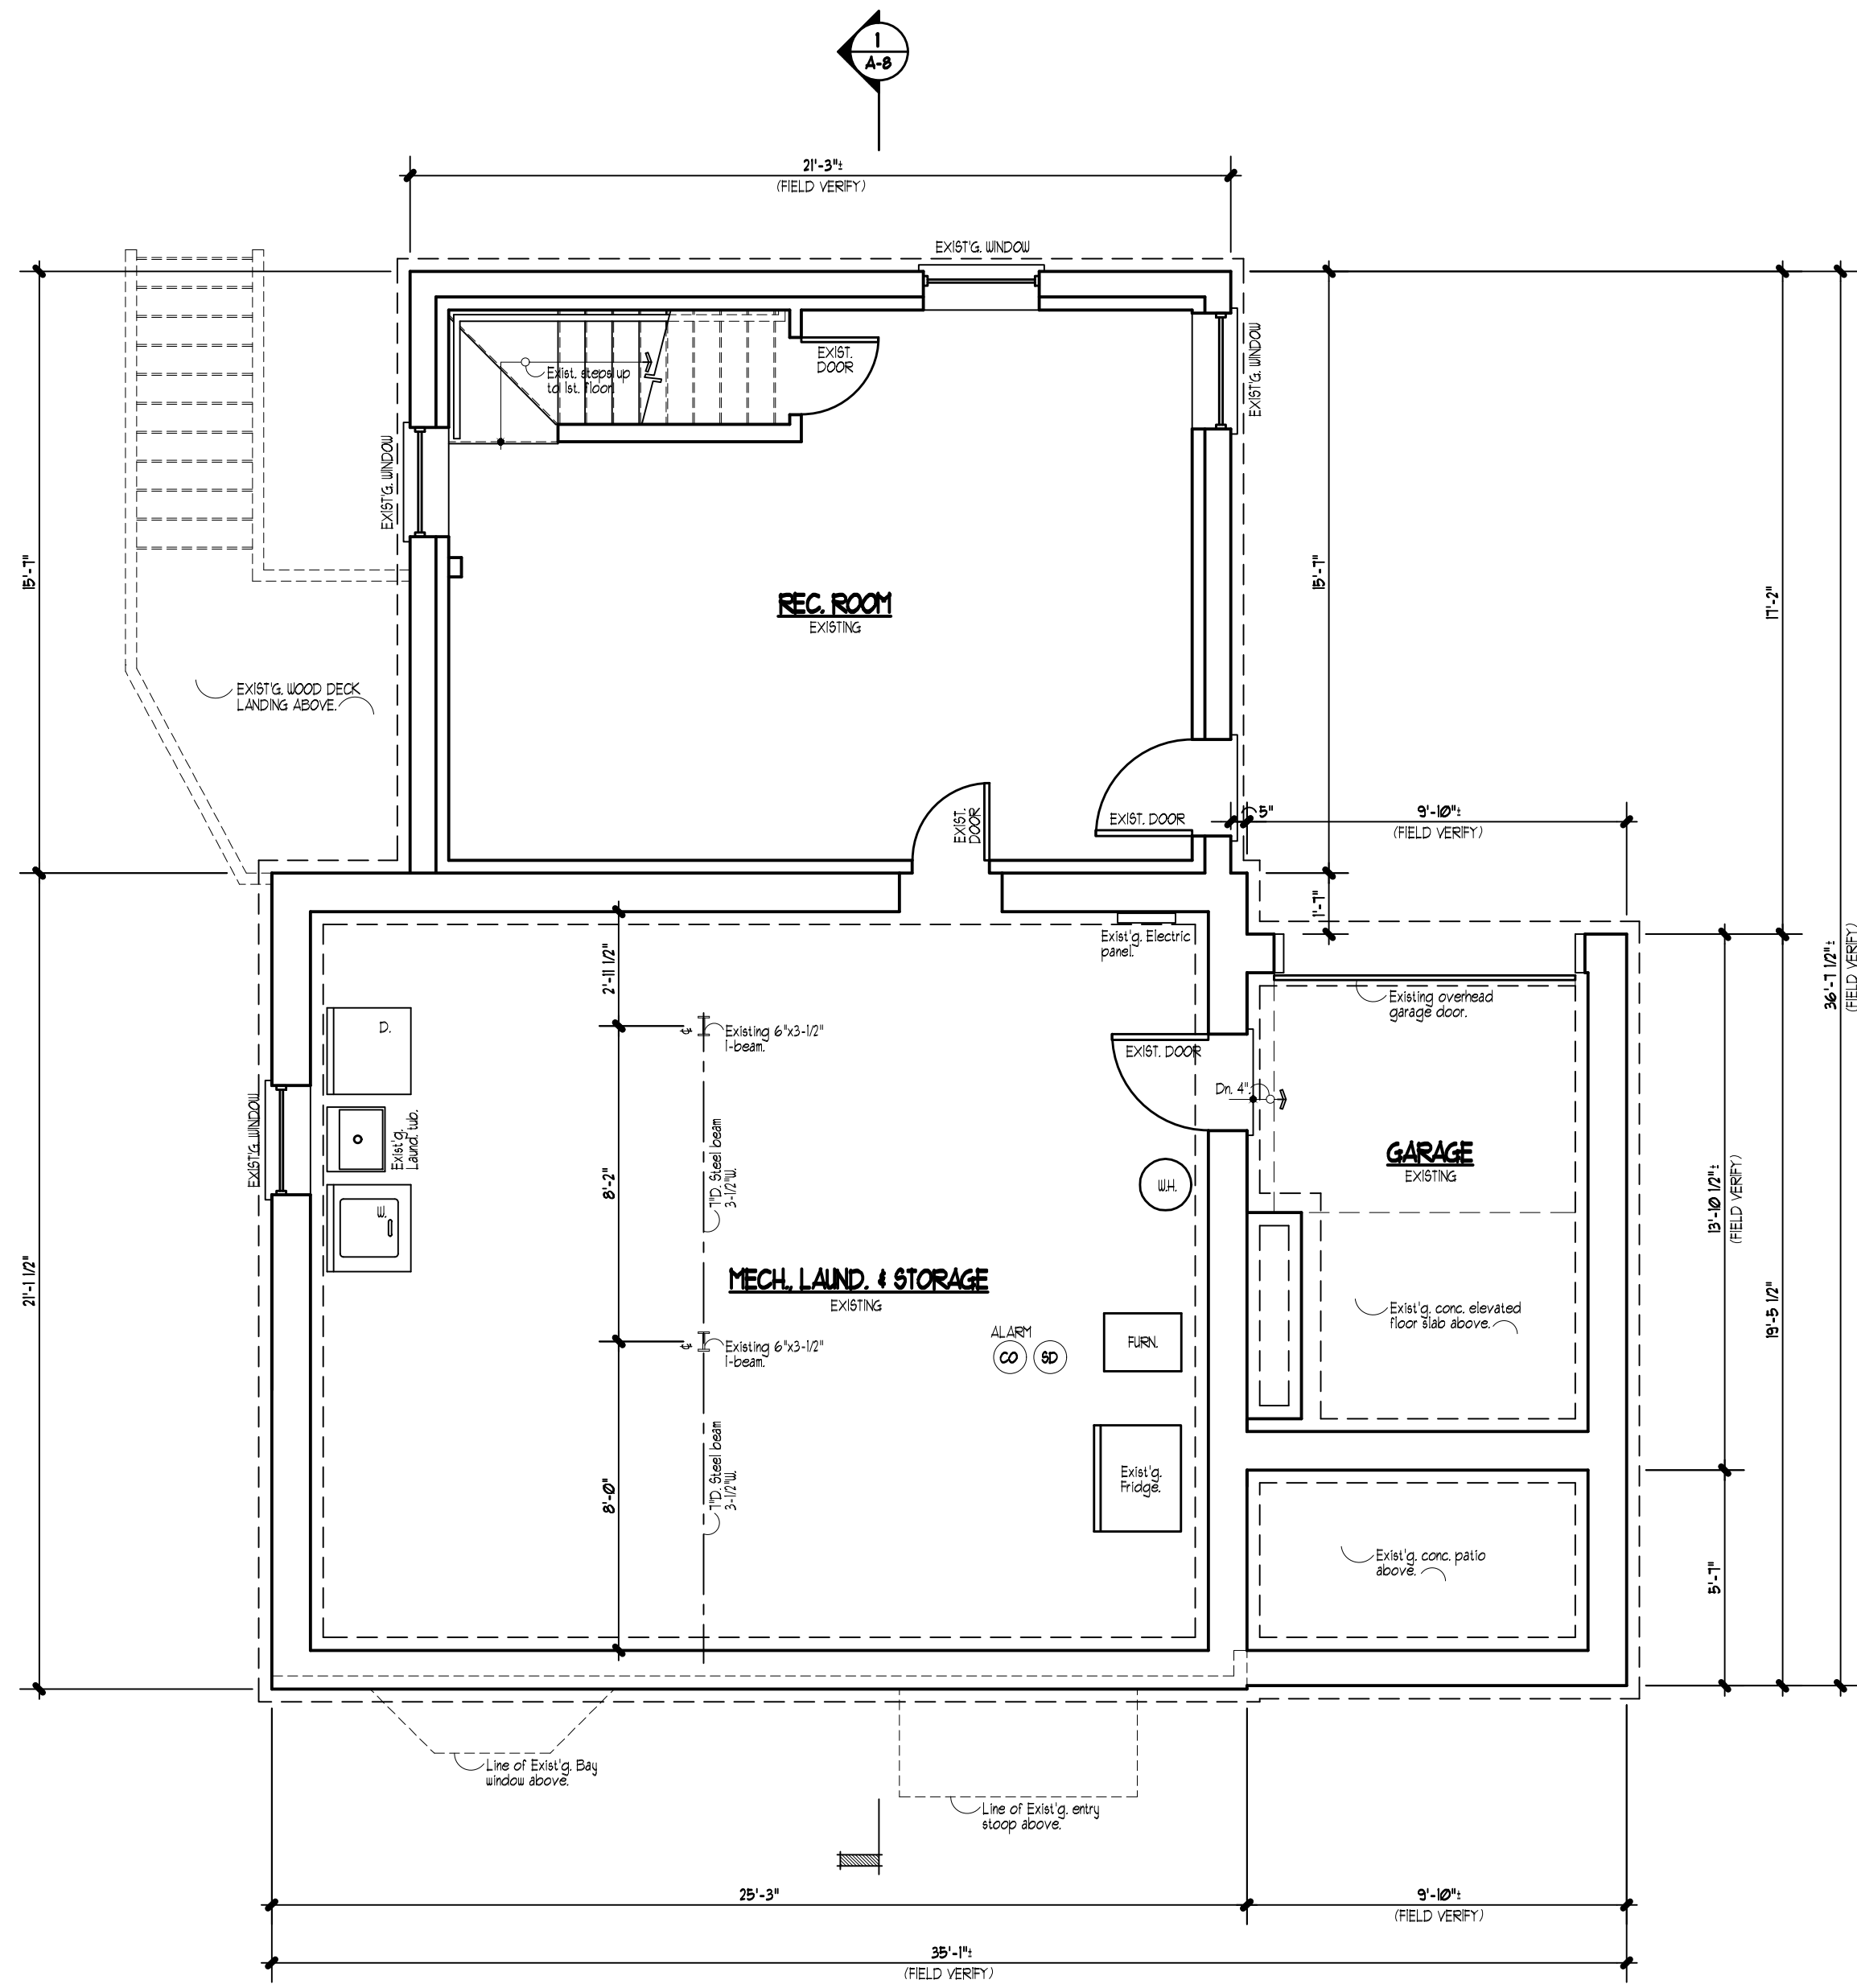 1
A-8
21'-3"±
(FIELD VERIFY)
EXIST'G. WINDOW
EXIST.
DOOR
Exist. steps up
to 1st. floor.
EXIST'G. WINDOW
EXIST'G. WINDOW
15'-7"
15'-7"
17'-2"
REC. ROOM
EXISTING
EXIST'G. WOOD DECK
LANDING ABOVE.
EXIST.
DOOR
EXIST. DOOR
5"
9'-10"±
(FIELD VERIFY)
1'-7"
36'-7 1/2"±
(FIELD VERIFY)
Exist'g. Electric
panel.
2'-11 1/2"
Existing overhead
garage door.
D.
Existing 6"x3-1/2"
I-beam.
EXIST. DOOR
Dn. 4".
EXIST'G. WINDOW
Exist'g.
Laund. tub.
7"D. Steel beam
3-1/2"W.
8'-2"
GARAGE
EXISTING
W.H.
W.
13'-10 1/2"±
(FIELD VERIFY)
21'-1 1/2"
MECH., LAUND. & STORAGE
EXISTING
19'-5 1/2"
Exist'g. conc. elevated
floor slab above.
ALARM
CO
SD
FURN.
Existing 6"x3-1/2"
I-beam.
7"D. Steel beam
3-1/2"W.
8'-0"
Exist'g.
Fridge.
Exist'g. conc. patio
above.
5'-7"
Line of Exist'g. Bay
window above.
Line of Exist'g. entry
stoop above.
25'-3"
9'-10"±
(FIELD VERIFY)
35'-1"±
(FIELD VERIFY)